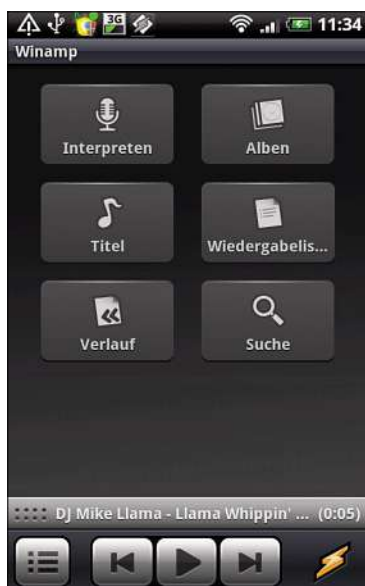 3G
11:34
Winamp
Interpreten Alben
Titel Wiedergabelis...
Verlauf Suche
DJ Mike Llama - Llama Whippin' ... (0:05)